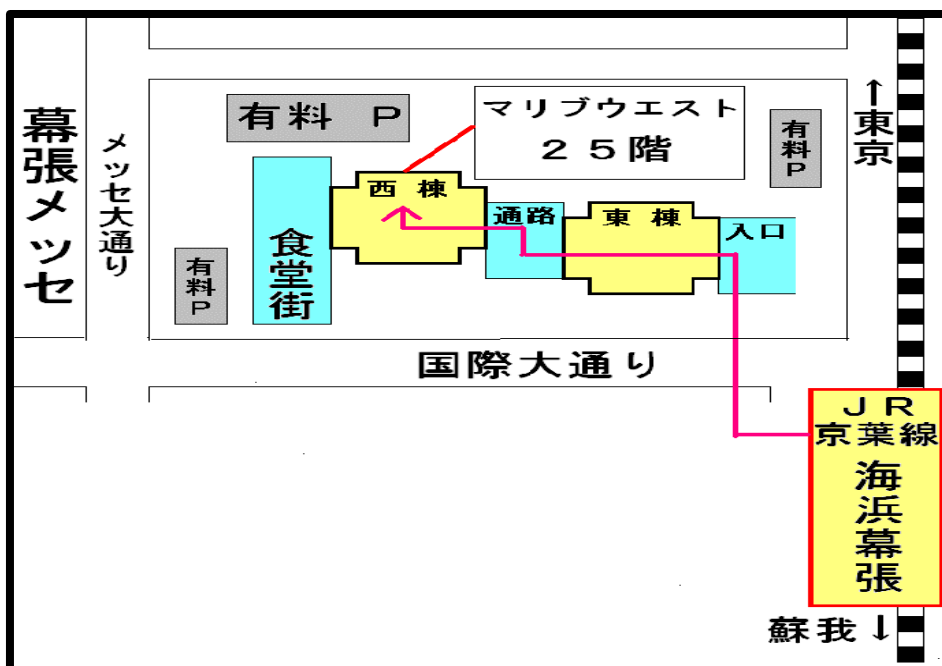 幕張メッセ
メッセ大通り
有料 P
マリブウエスト
25階
有料P
↑東京
西 棟
通路
東 棟
入口
食堂街
有料P
国際大通り
JR
京葉線
海浜幕張
蘇我↓